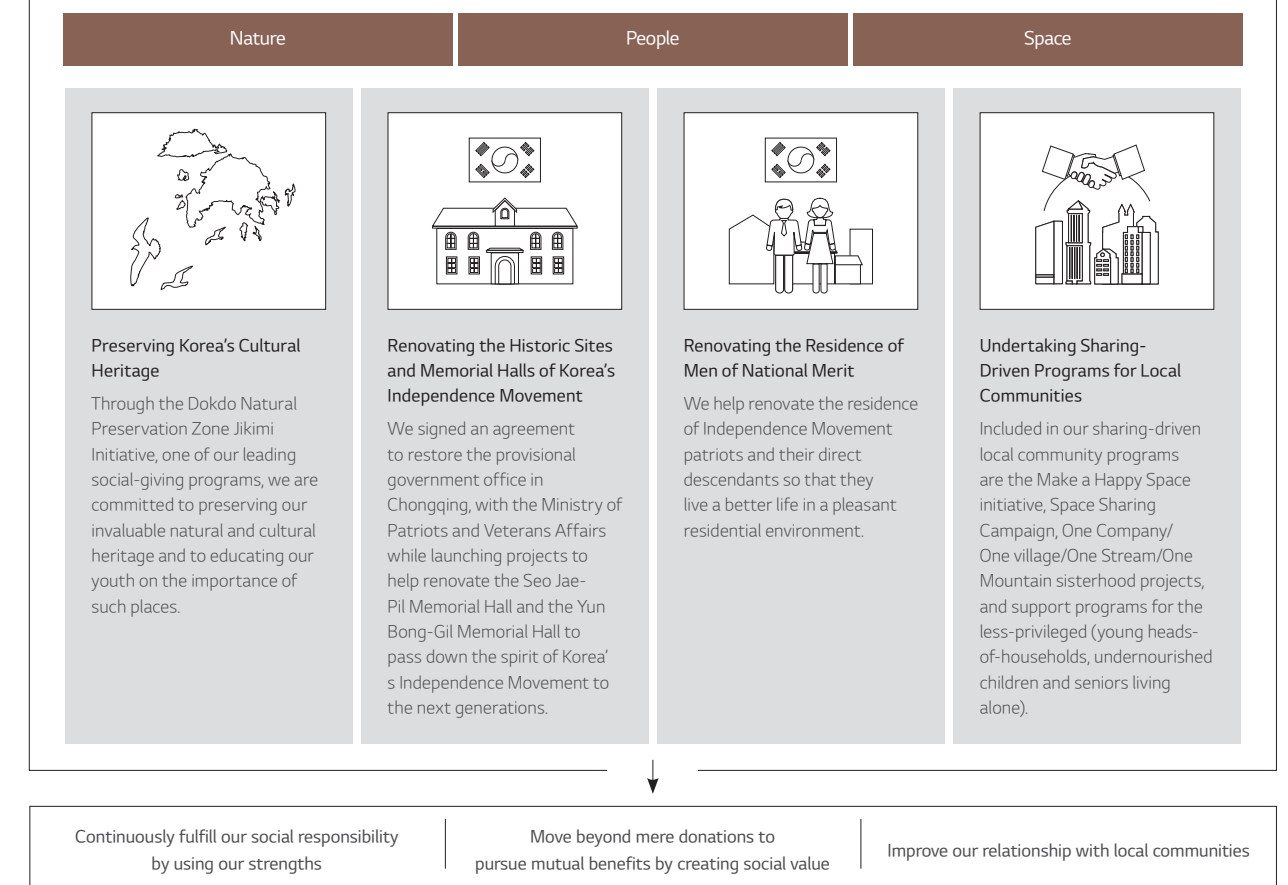 Nature
People
Space
Preserving Korea's Cultural
Heritage
Through the Dokdo Natural
Preservation Zone Jikimi
Initiative, one of our leading
social-giving programs, we are
committed to preserving our
invaluable natural and cultural
heritage and to educating our
youth on the importance of
such places.
Renovating the Historic Sites
and Memorial Halls of Korea's
Independence Movement
We signed an agreement
to restore the provisional
government office in
Chongqing, with the Ministry of
Patriots and Veterans Affairs
while launching projects to
help renovate the Seo Jae-
Pil Memorial Hall and the Yun
Bong-Gil Memorial Hall to
pass down the spirit of Korea'
s Independence Movement to
the next generations.
Renovating the Residence of
Men of National Merit
We help renovate the residence
of Independence Movement
patriots and their direct
descendants so that they
live a better life in a pleasant
residential environment.
Undertaking Sharing-
Driven Programs for Local
Communities
Included in our sharing-driven
local community programs
are the Make a Happy Space
initiative, Space Sharing
Campaign, One Company/
One village/One Stream/One
Mountain sisterhood projects,
and support programs for the
less-privileged (young heads-
of-households, undernourished
children and seniors living
alone).
Continuously fulfill our social responsibility
by using our strengths
Move beyond mere donations to
pursue mutual benefits by creating social value
Improve our relationship with local communities